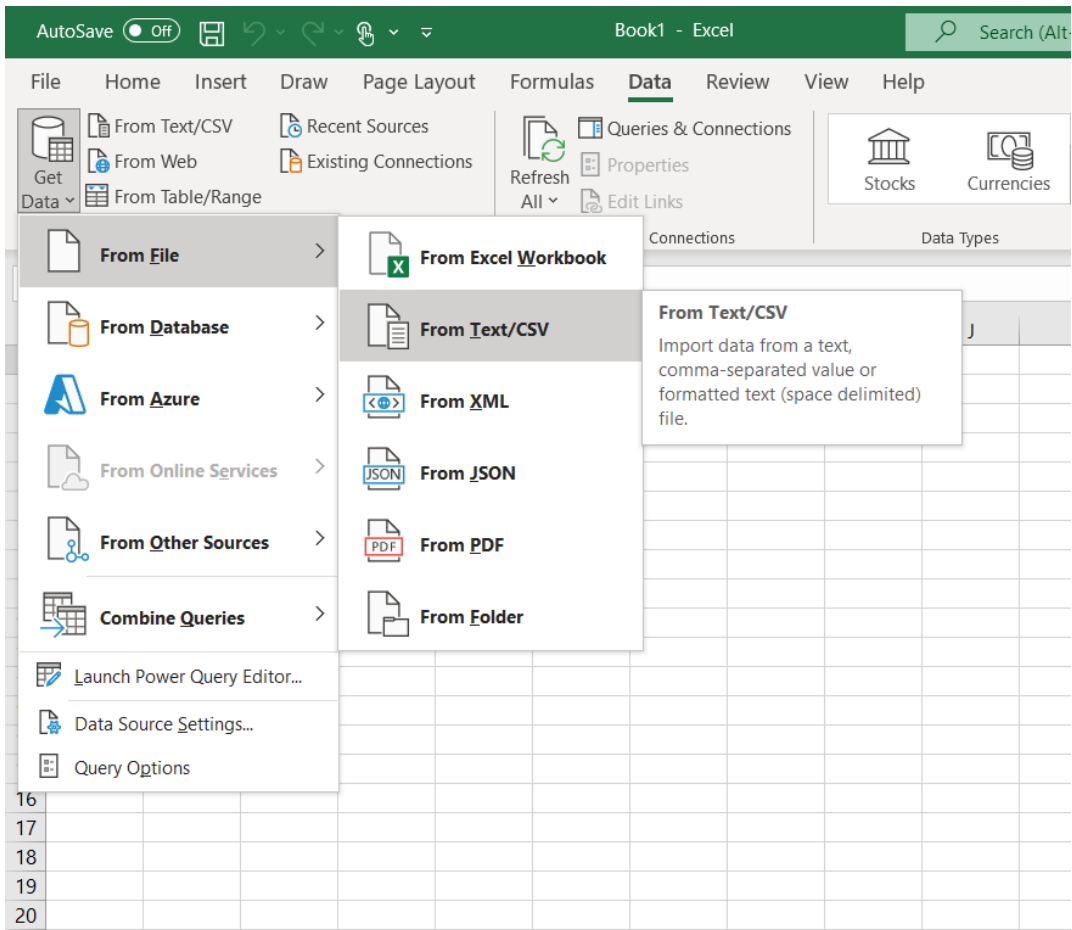 AutoSave Off Book1 - Excel Search (Alt-
File Home Insert Draw Page Layout Formulas Data Review View Help
Get Data
From Text/CSV
From Web
From Table/Range
Recent Sources
Existing Connections
Refresh All
Queries & Connections
Properties
Edit Links
Connections
Stocks
Currencies
Data Types
From File
From Database
From Azure
From Online Services
From Other Sources
Combine Queries
Launch Power Query Editor...
Data Source Settings...
Query Options
X
From Excel Workbook
From Text/CSV
From XML
JSON
From JSON
PDF
From PDF
From Folder
From Text/CSV
Import data from a text,
comma-separated value or
formatted text (space delimited)
file.
J
16
17
18
19
20